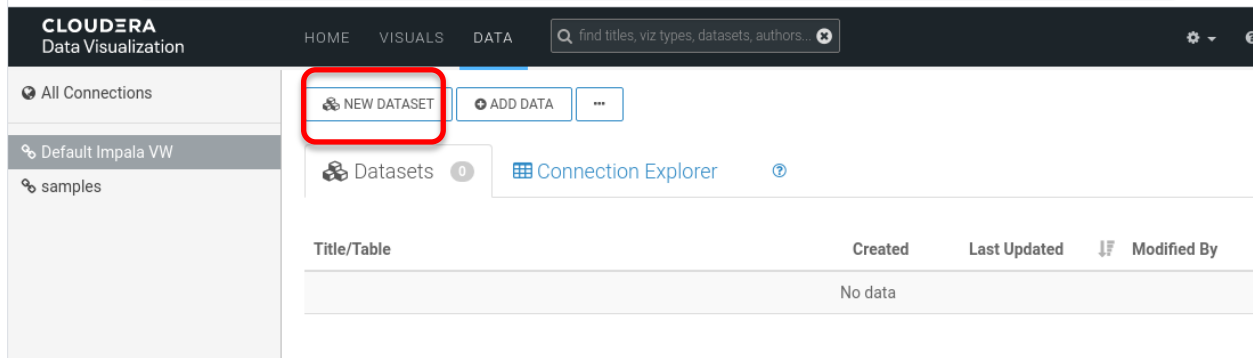 CLOUDERA
Data Visualization
HOME VISUALS DATA find titles, viz types, datasets, authors...
All Connections
NEW DATASET ADD DATA ...
Default Impala VW
samples
Datasets 0 Connection Explorer ?
Title/Table Created Last Updated Modified By
No data